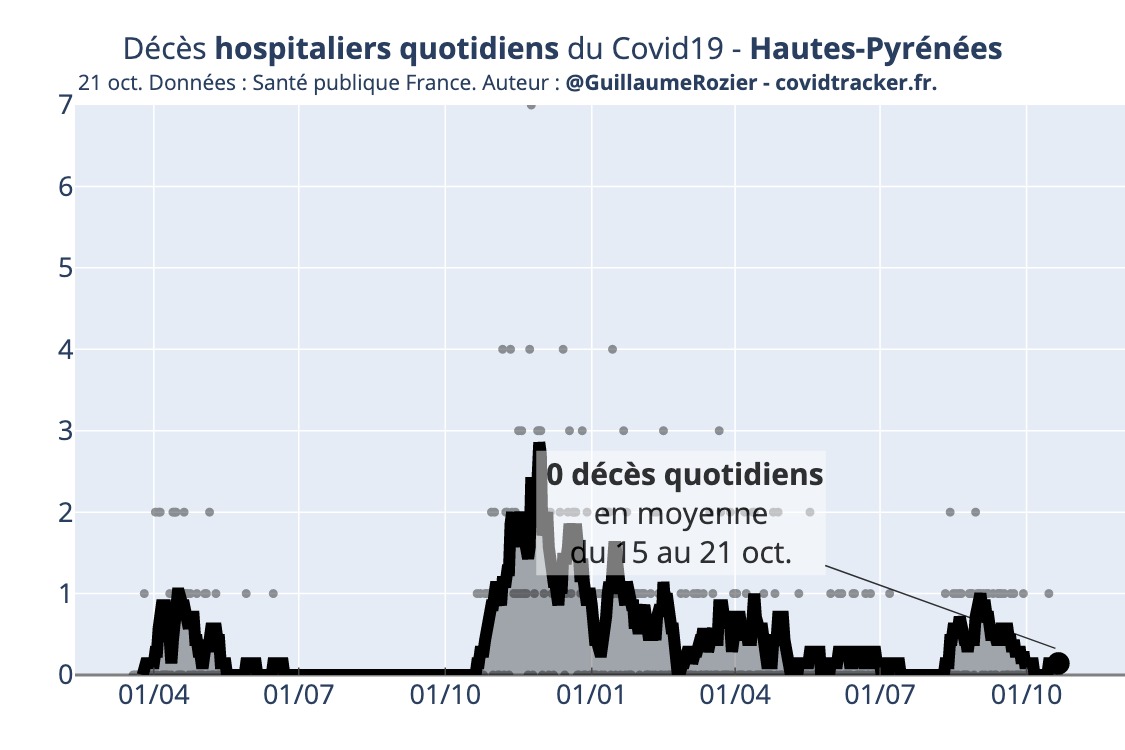 Décès hospitaliers quotidiens du Covid19 - Hautes-Pyrénées
21 oct. Données : Santé publique France. Auteur : @GuillaumeRozier - covidtracker.fr.
7
6
5
4
3
2
1
0
0 décès quotidiens
en moyenne
du 15 au 21 oct.
01/04 01/07 01/10 01/01 01/04 01/07 01/10